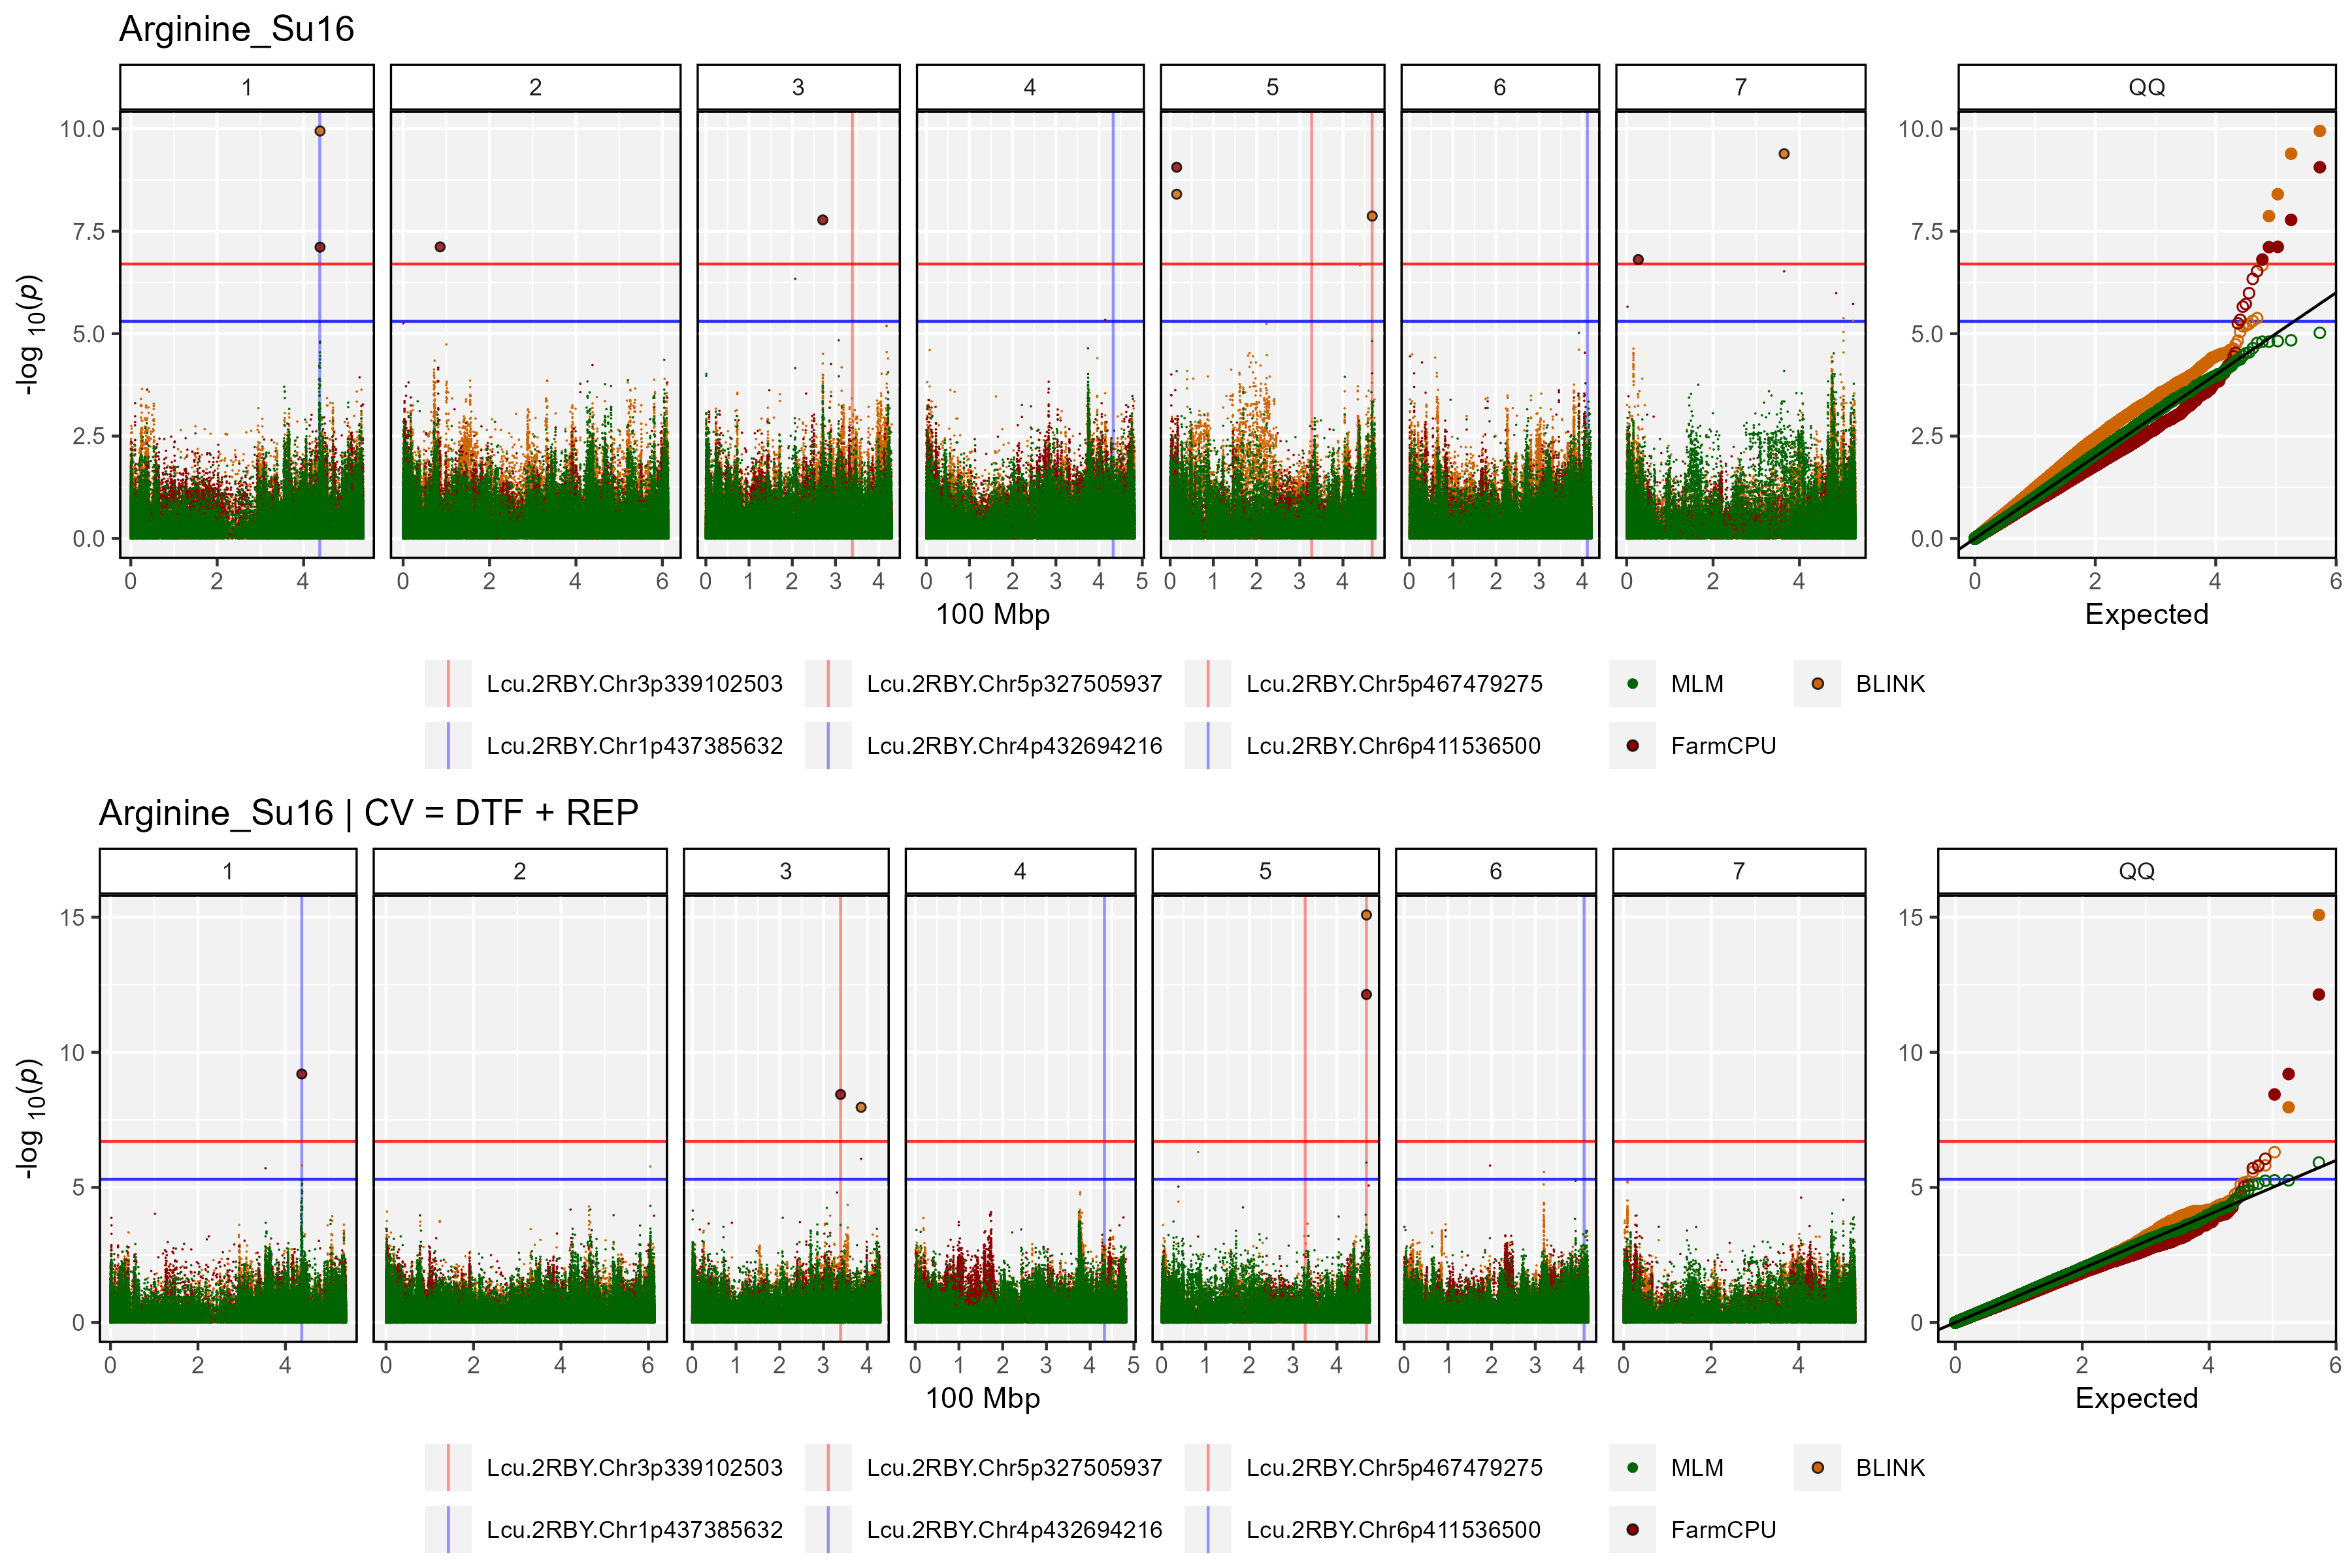 Arginine_Su16
1 2 3 4 5 6 7 QQ
10.0 10.0
7.5 7.5
5.0 5.0
2.5 2.5
0.0 0.0
-log 10(p)
0 2 4 0 2 4 6 0 1 2 3 4 0 1 2 3 4 5 0 1 2 3 4 0 1 2 3 4 0 2 4 0 2 4 6
100 Mbp Expected
Lcu.2RBY.Chr3p339102503 Lcu.2RBY.Chr5p327505937 Lcu.2RBY.Chr5p467479275 MLM BLINK
Lcu.2RBY.Chr1p437385632 Lcu.2RBY.Chr4p432694216 Lcu.2RBY.Chr6p411536500 FarmCPU
Arginine_Su16 | CV = DTF + REP
1 2 3 4 5 6 7 QQ
15 15
10 10
5 5
0 0
-log 10(p)
0 2 4 0 2 4 6 0 1 2 3 4 0 1 2 3 4 5 0 1 2 3 4 0 1 2 3 4 0 2 4 0 2 4 6
100 Mbp Expected
Lcu.2RBY.Chr3p339102503 Lcu.2RBY.Chr5p327505937 Lcu.2RBY.Chr5p467479275 MLM BLINK
Lcu.2RBY.Chr1p437385632 Lcu.2RBY.Chr4p432694216 Lcu.2RBY.Chr6p411536500 FarmCPU